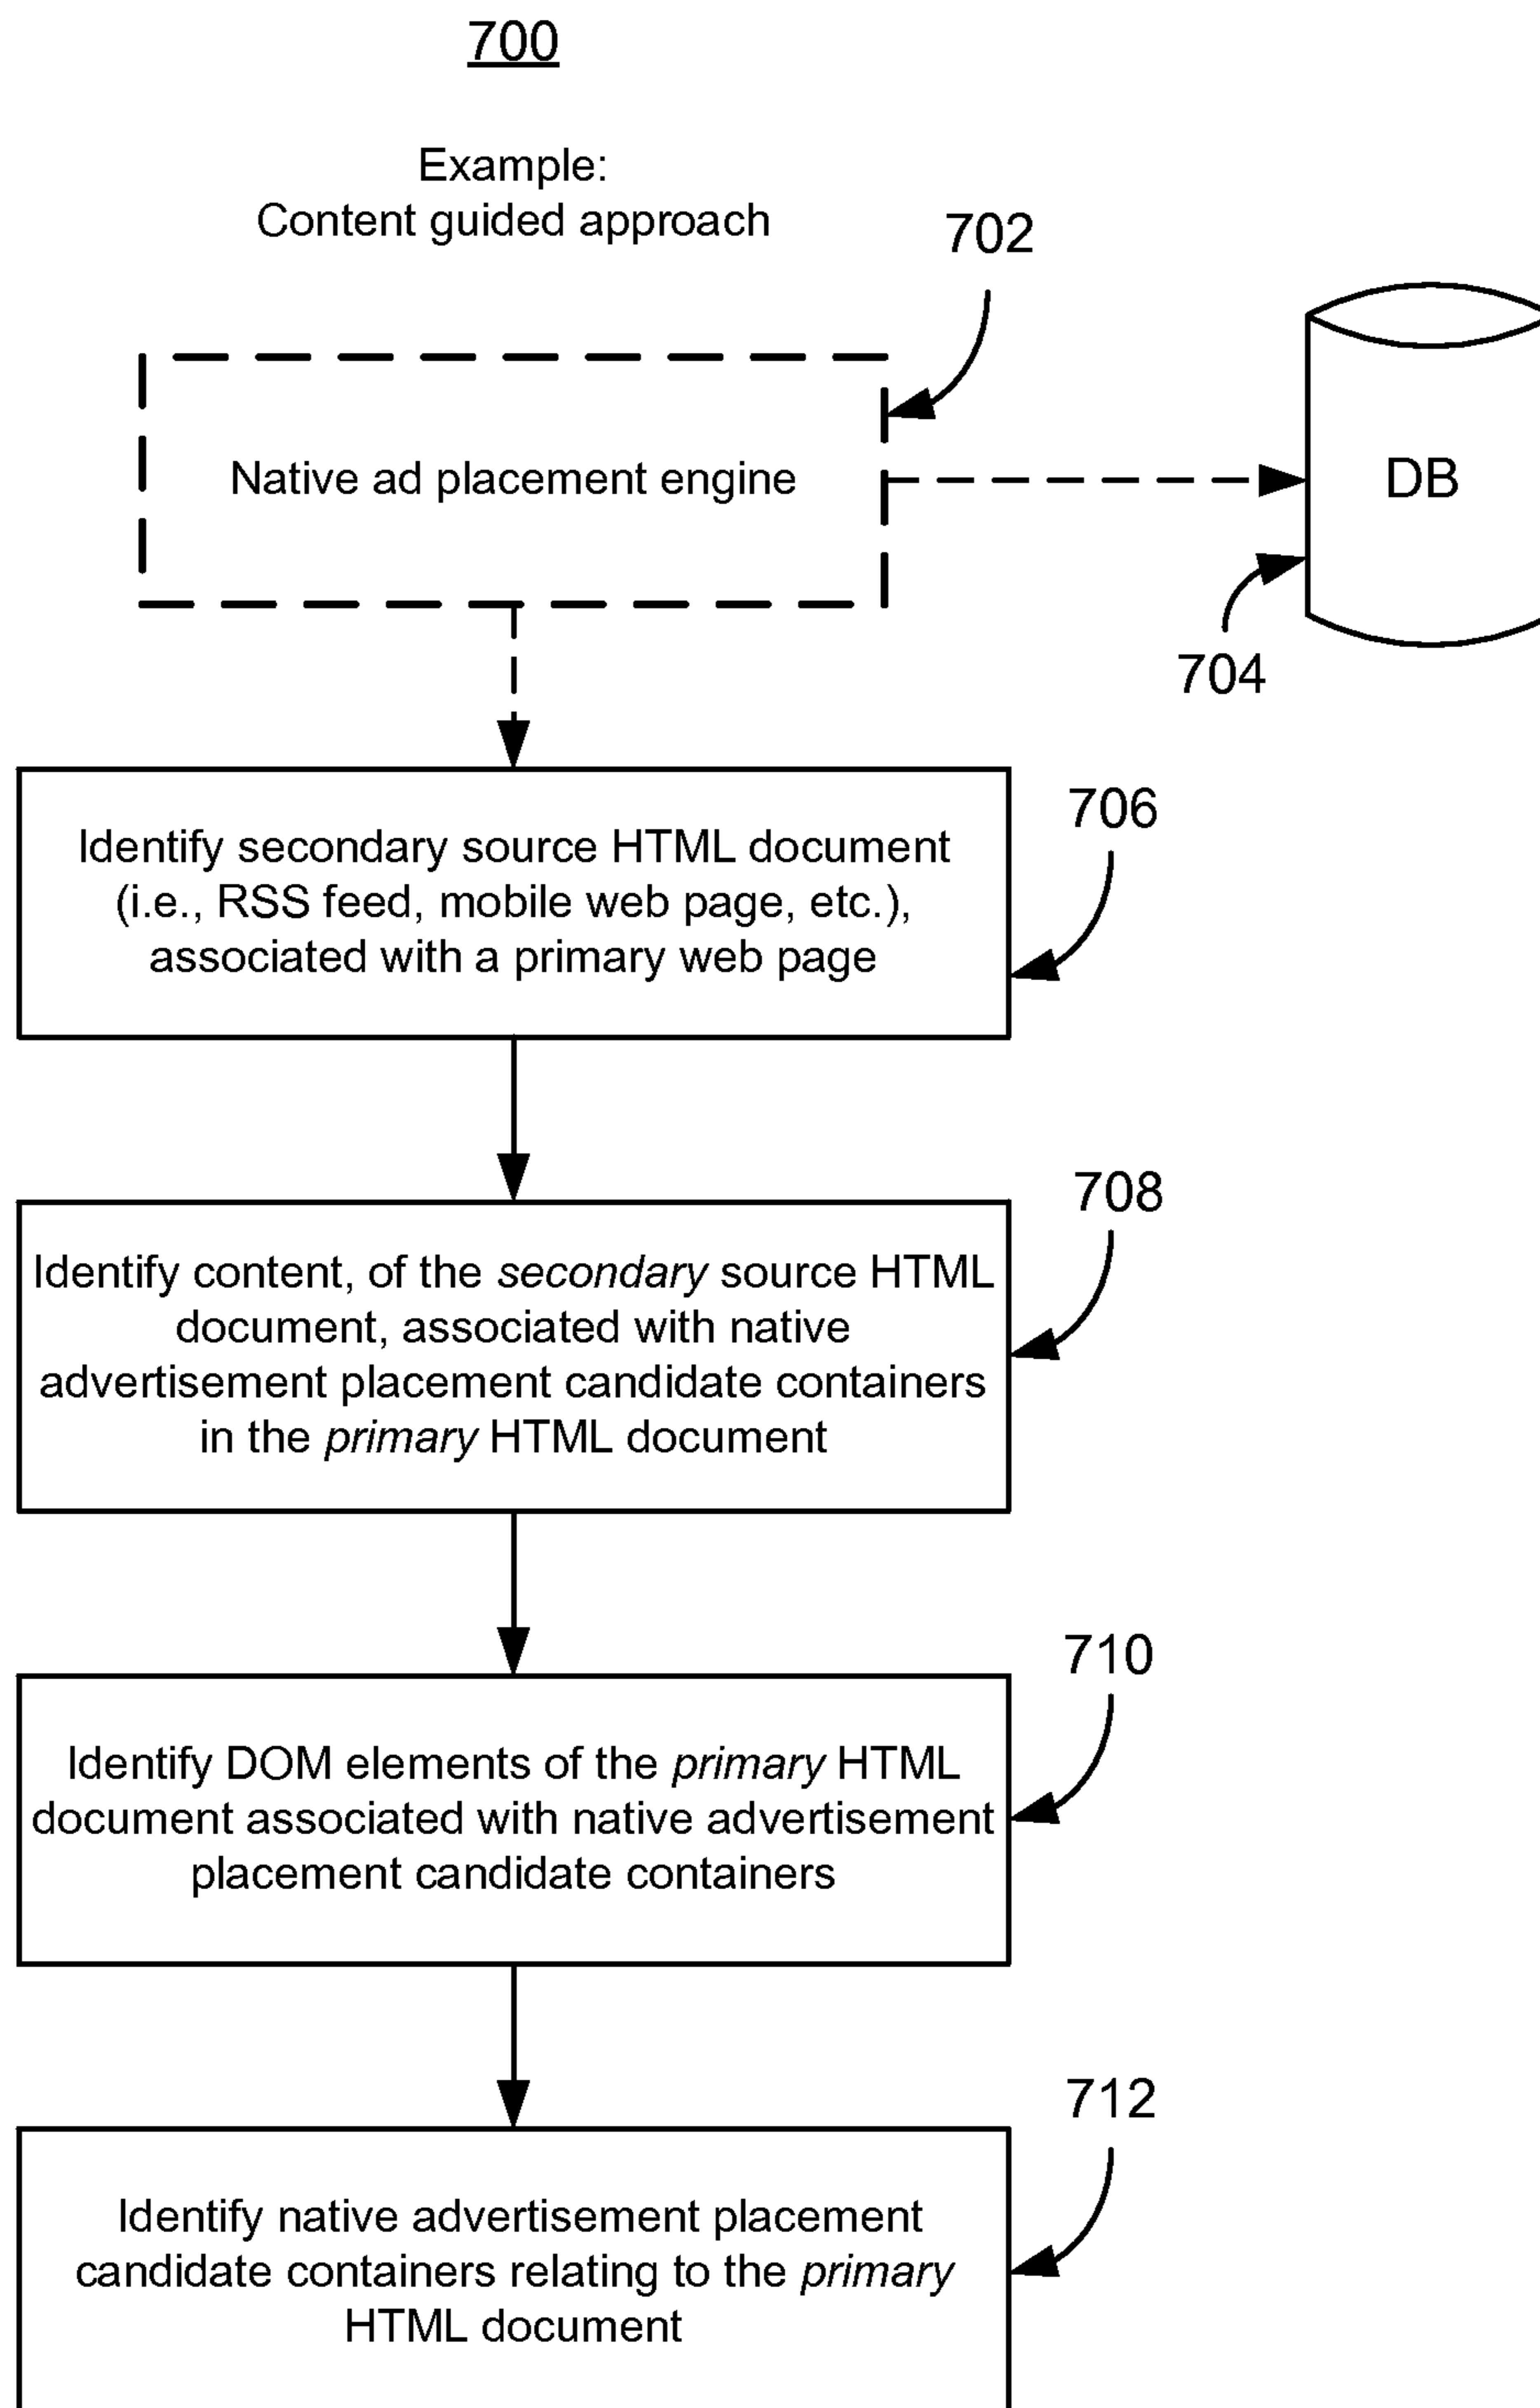 700
Example:
Content guided approach
702
Native ad placement engine
DB
704
Identify secondary source HTML document
(i.e., RSS feed, mobile web page, etc.),
associated with a primary web page
706
Identify content, of the secondary source HTML
document, associated with native
advertisement placement candidate containers
in the primary HTML document
708
Identify DOM elements of the primary HTML
document associated with native advertisement
placement candidate containers
710
Identify native advertisement placement
candidate containers relating to the primary
HTML document
712